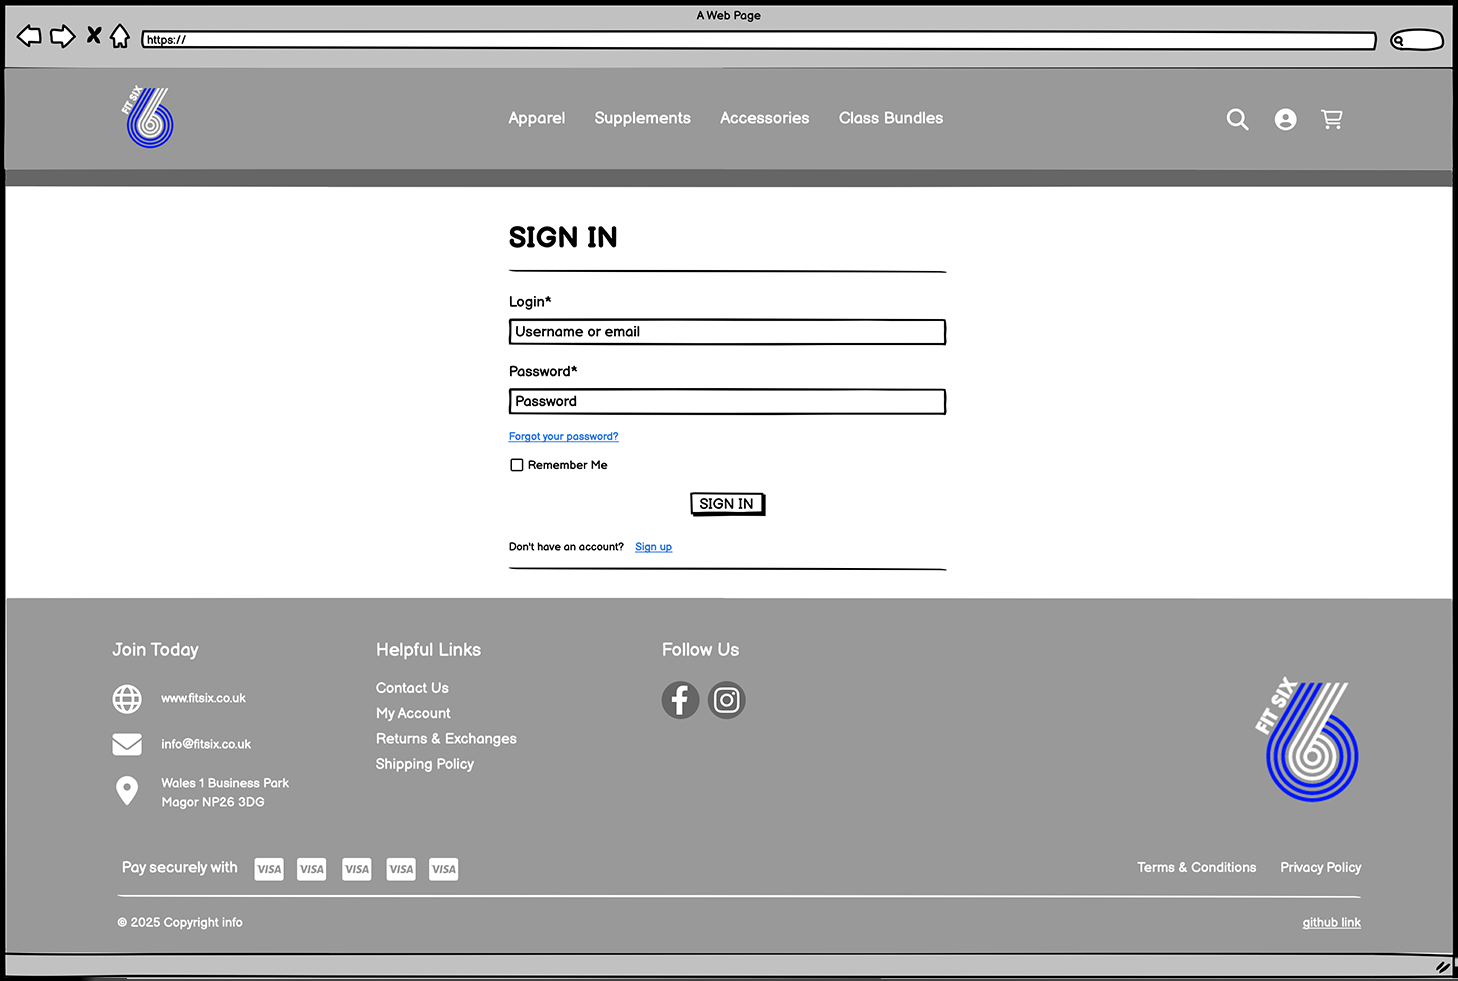 A Web Page
https://
FIT SIX
Apparel Supplements Accessories Class Bundles
SIGN IN
Login*
Username or email
Password*
Password
Forgot your password?
Remember Me
SIGN IN
Don't have an account? Sign up
Join Today
www.fitsix.co.uk
info@fitsix.co.uk
Wales 1 Business Park
Magor NP26 3DG
Helpful Links
Contact Us
My Account
Returns & Exchanges
Shipping Policy
Follow Us
FIT SIX
Pay securely with VISA VISA VISA VISA VISA
Terms & Conditions Privacy Policy
© 2025 Copyright info
github link